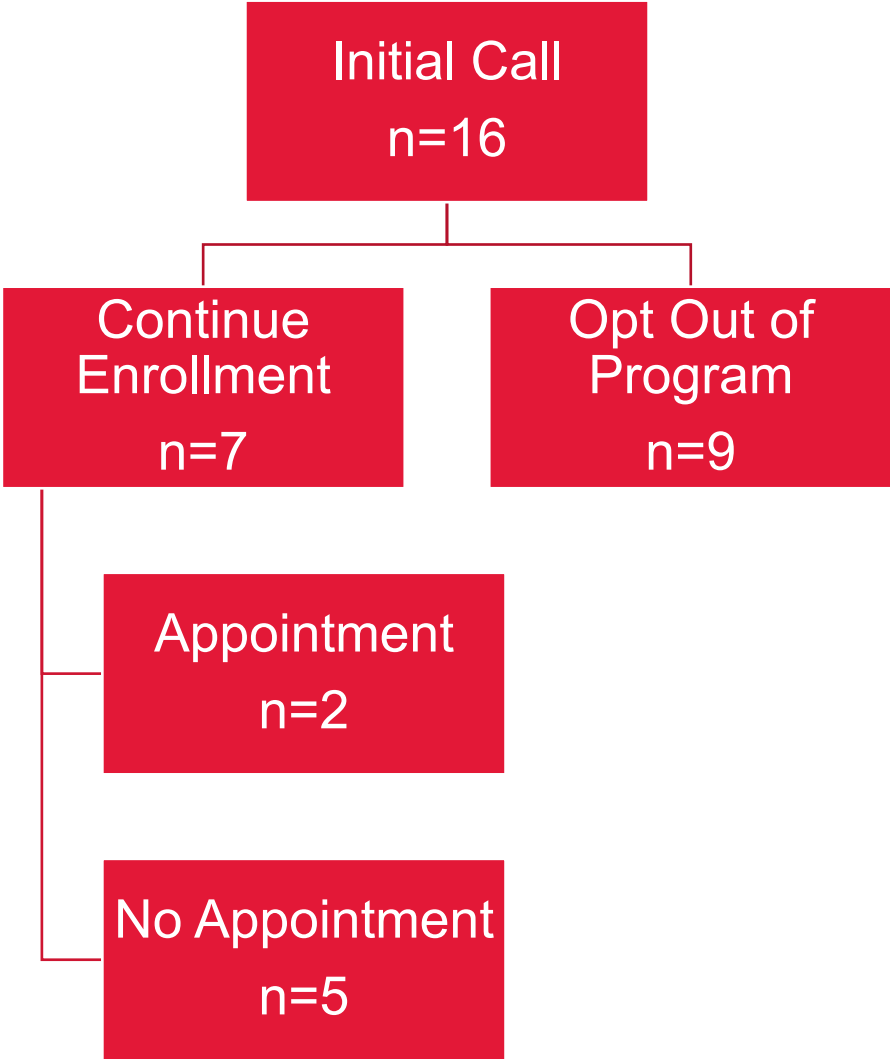 Initial Call
n=16
Continue
Enrollment
n=7
Opt Out of
Program
n=9
Appointment
n=2
No Appointment
n=5